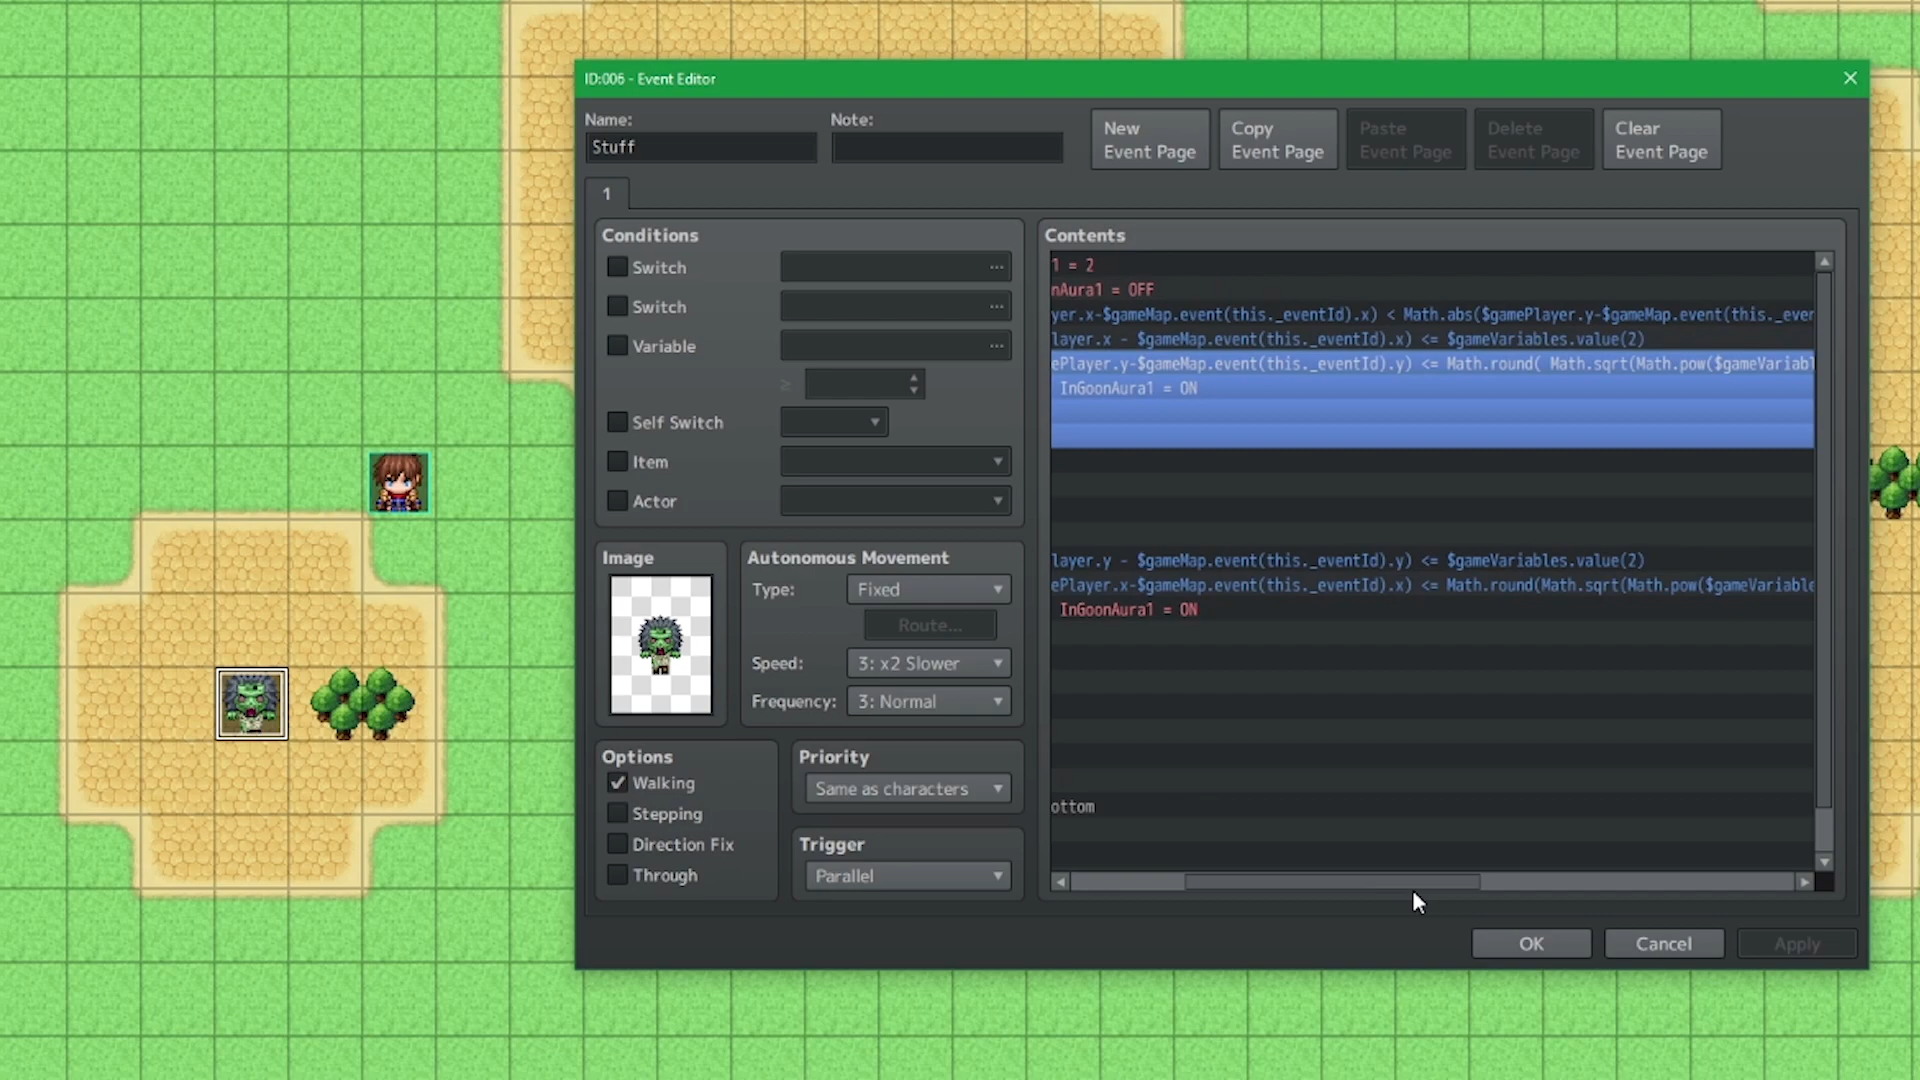 ID:006 - Event Editor
Name:
Note:
Stuff
New
Event Page
Copy
Event Page
Paste
Event Page
Delete
Event Page
Clear
Event Page
1
Conditions
Switch
...
Switch
...
Variable
...
≥
Self Switch
Item
Actor
Image
Autonomous Movement
Type:
Fixed
Route...
Speed:
3: x2 Slower
Frequency:
3: Normal
Options
Walking
Stepping
Direction Fix
Through
Priority
Same as characters
Trigger
Parallel
Contents
1 = 2
nAura1 = OFF
yer.x-$gameMap.event(this._eventId).x) < Math.abs($gamePlayer.y-$gameMap.event(this._ever
layer.x - $gameMap.event(this._eventId).x) <= $gameVariables.value(2)
ePlayer.y-$gameMap.event(this._eventId).y) <= Math.round( Math.sqrt(Math.pow($gameVariabl
InGoonAura1 = ON
layer.y - $gameMap.event(this._eventId).y) <= $gameVariables.value(2)
ePlayer.x-$gameMap.event(this._eventId).x) <= Math.round(Math.sqrt(Math.pow($gameVariable
InGoonAura1 = ON
ottom
OK
Cancel
Apply